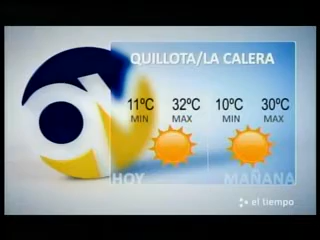 QUILLOTA/LA CALERA
11ºC 32ºC 10ºC 30ºC
MIN MAX MIN MAX
HOY MAÑANA
el tiempo